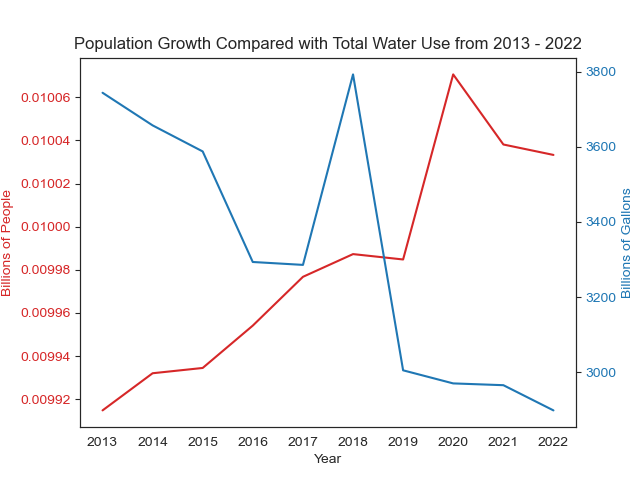 Population Growth Compared with Total Water Use from 2013 - 2022
Billions of People
0.01006
0.01004
0.01002
0.01000
0.00998
0.00996
0.00994
0.00992
3800
3600
3400
3200
3000
Billions of Gallons
2013 2014 2015 2016 2017 2018 2019 2020 2021 2022
Year